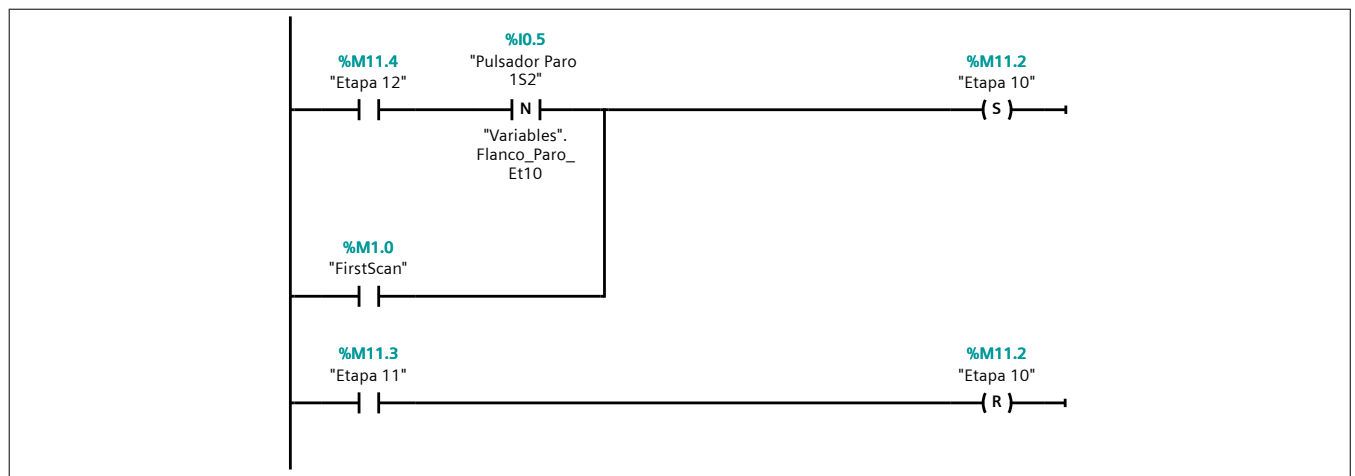 %I0.5
%M11.4
"Pulsador Paro
%M11.2
"Etapa 12"
1S2"
"Etapa 10"
N
S
"Variables".
Flanco_Paro_
Et10
%M1.0
"FirstScan"
%M11.3
%M11.2
"Etapa 11"
"Etapa 10"
R